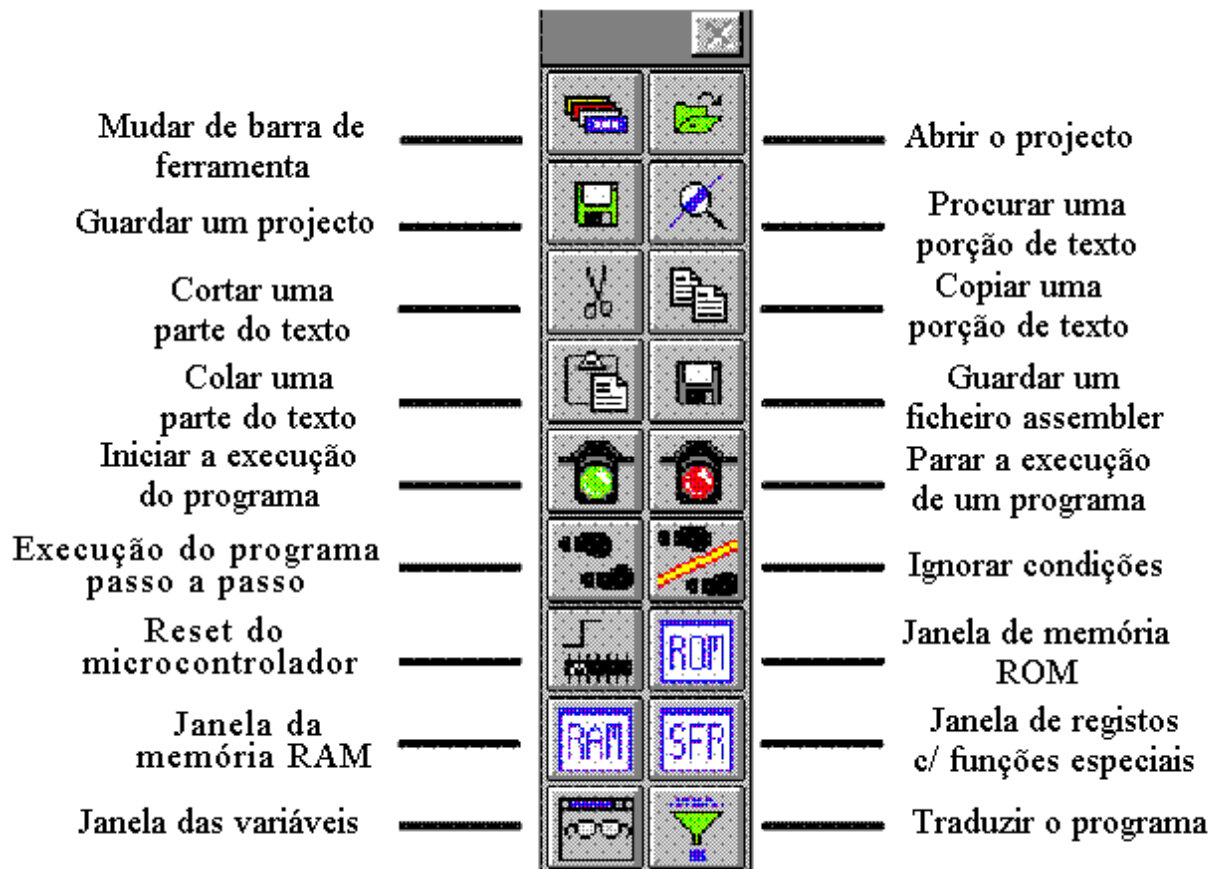 Mudar de barra de
ferramenta
Abrir o projecto
Guardar um projecto
Procurar uma
porção de texto
Cortar uma
parte do texto
Copiar uma
porção de texto
Colar uma
parte do texto
Guardar um
ficheiro assembler
Iniciar a execução
do programa
Parar a execução
de um programa
Execução do programa
passo a passo
Ignorar condições
Reset do
microcontrolador
ROM
Janela de memória
ROM
Janela da
memória RAM
RAM
SFR
Janela de registos
c/ funções especiais
Janela das variáveis
Traduzir o programa